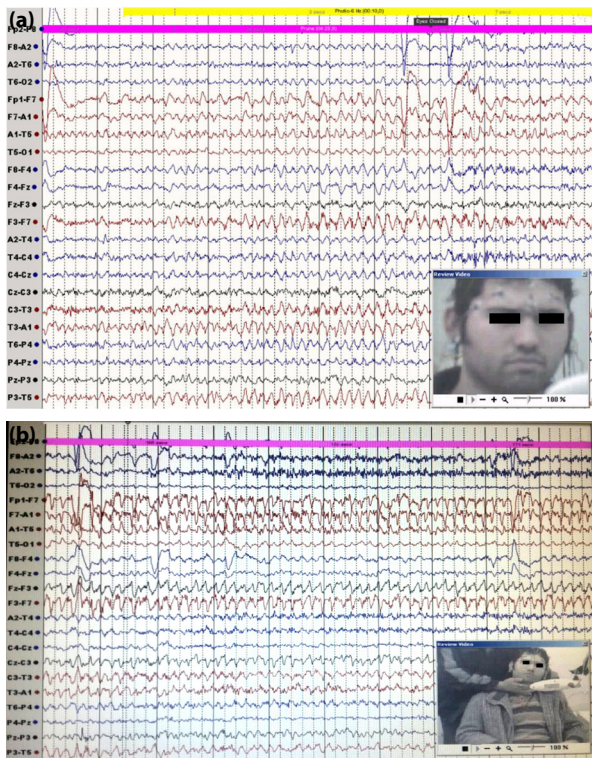 (a)
Photic-6 Hz (00:10,0)
Eyes Closed
Fp2-F8
F8-A2
A2-T6
T6-O2
Fp1-F7
F7-A1
A1-T5
T5-O1
F8-F4
F4-Fz
Fz-F3
F3-F7
A2-T4
T4-C4
C4-Cz
Cz-C3
C3-T3
T3-A1
T6-P4
P4-Pz
Pz-P3
P3-T5
Review Video
100 %
(b)
F8-A2
A2-T6
T6-O2
Fp1-F7
F7-A1
A1-T5
T5-O1
F8-F4
F4-Fz
Fz-F3
F3-F7
A2-T4
T4-C4
C4-Cz
Cz-C3
C3-T3
T3-A1
T6-P4
P4-Pz
Pz-P3
P3-T5
Review Video
100 %